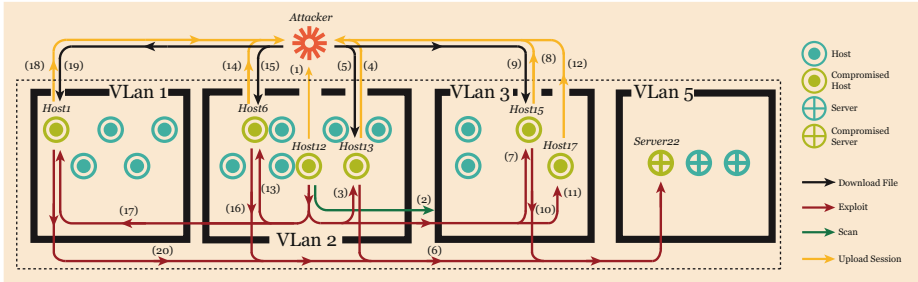 Attacker
(18)
(19)
(14)
(15)
(1)
(5)
(4)
(9)
(8)
(12)
VLan 1
VLan 3
VLan 5
Host1
Host6
Host12
Host13
Host15
Host17
Server22
(13)
(3)
(2)
(7)
(11)
(17)
(16)
(10)
VLan 2
(20)
(6)
Host
Compromised
Host
Server
Compromised
Server
Download File
Exploit
Scan
Upload Session